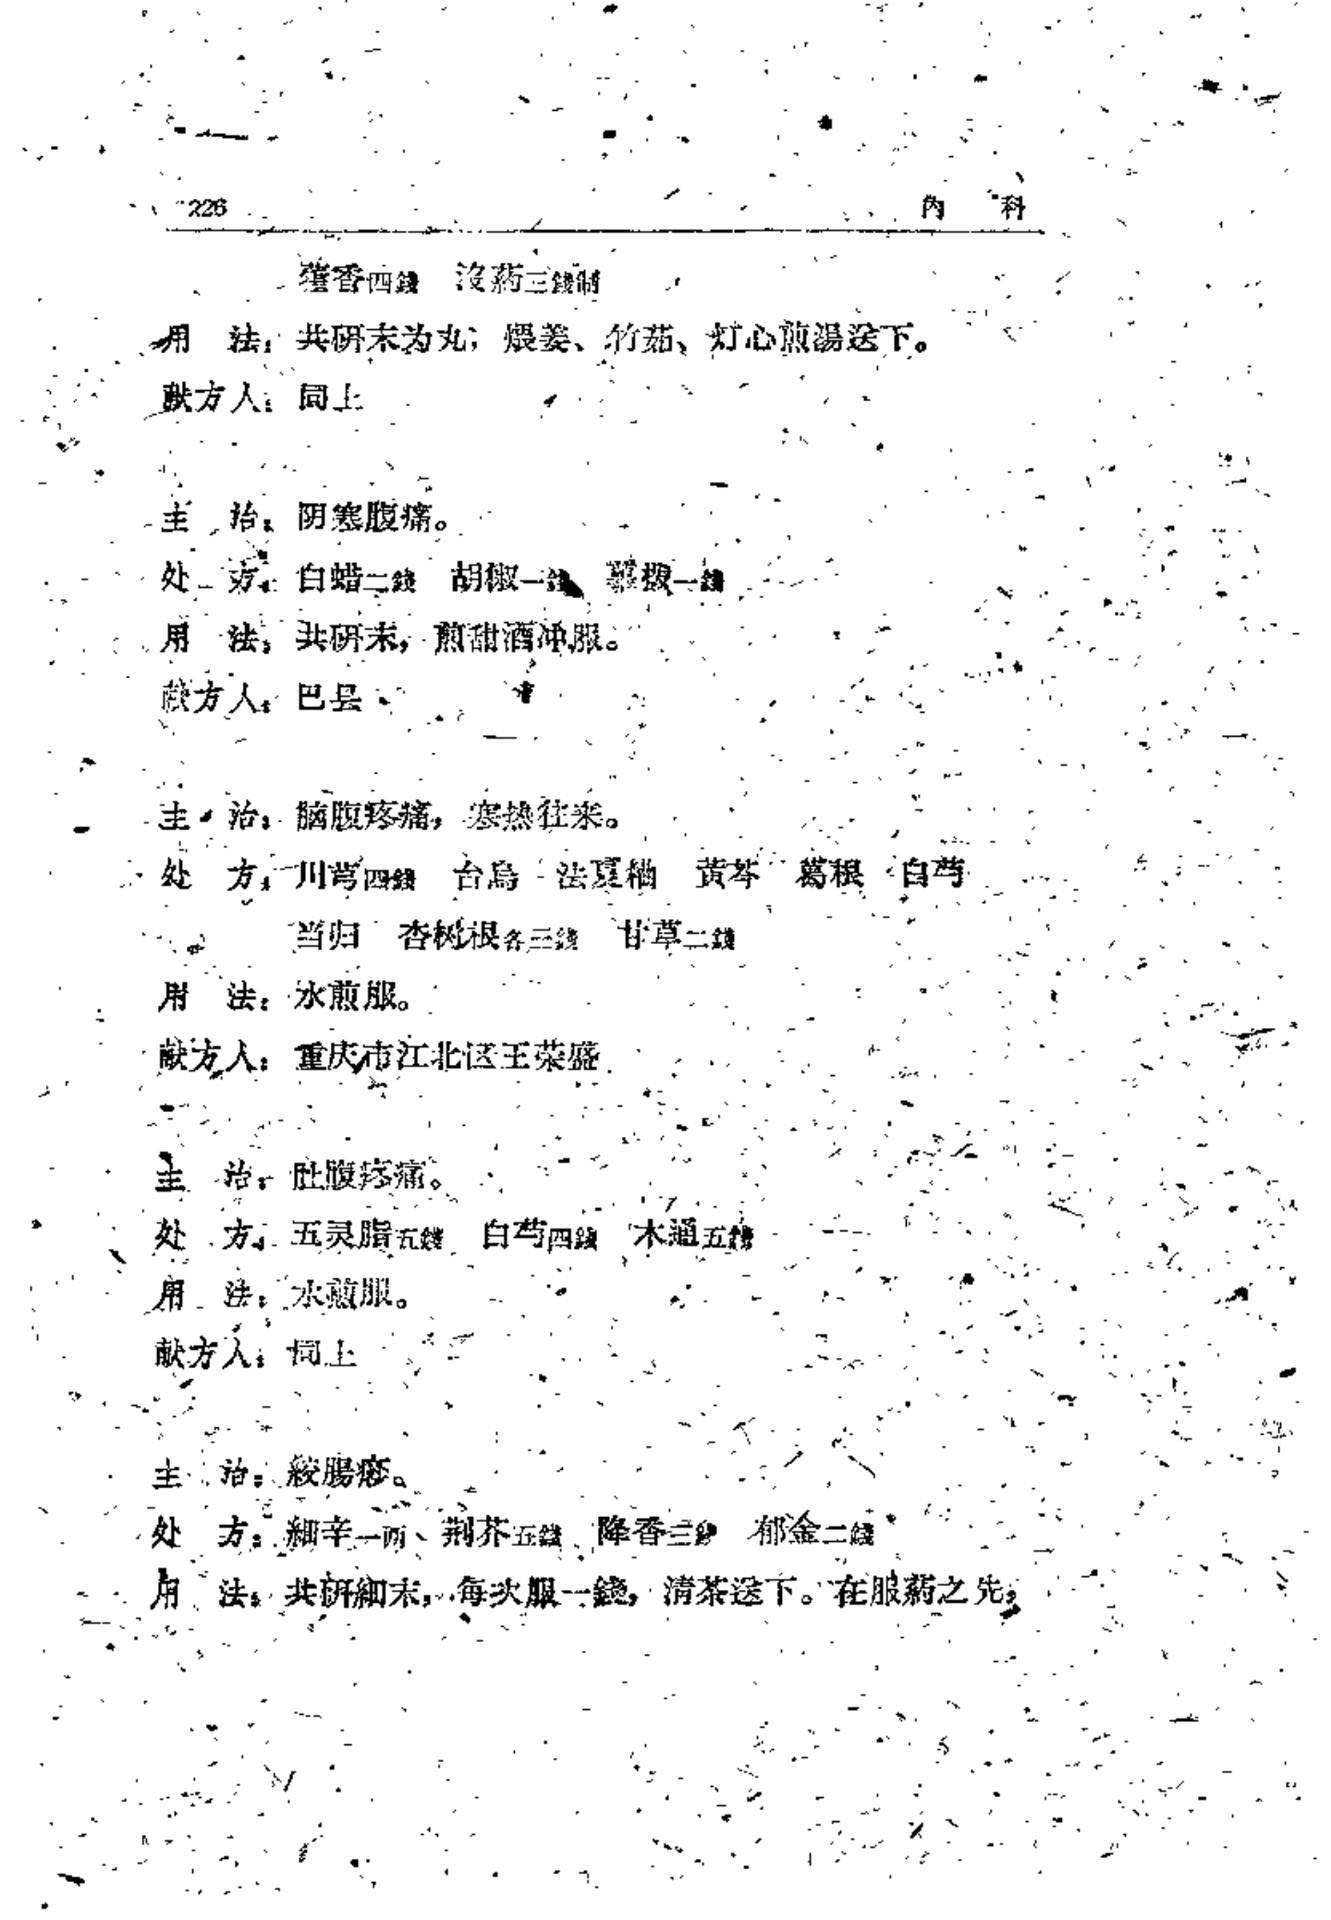 226 內 科
藿香四錢 沒葯三錢制
用 法：共研末为丸；煨姜、竹茹、灯心煎湯送下。
献方人：同上
主 治：阴寒腹痛。
处 方：白蜡二錢 胡椒一錢 蓽撥一錢
用 法：共研末，煎甜酒冲服。
献方人：巴县
主 治：脑腹疼痛，寒热往来。
处 方：川芎四錢 台烏 法夏 黃芩 葛根 白芍
当归 杏树根各三錢 甘草二錢
用 法：水煎服。
献方人：重庆市江北区王荣盛
主 治：肚腹疼痛。
处 方：五灵脂五錢 白芍四錢 木通五錢
用 法：水煎服。
献方人：同上
主 治：絞腸痧。
处 方：細辛一両 荆芥五錢 降香三錢 郁金二錢
用 法：共研細末，每次服一錢，清茶送下。在服葯之先，